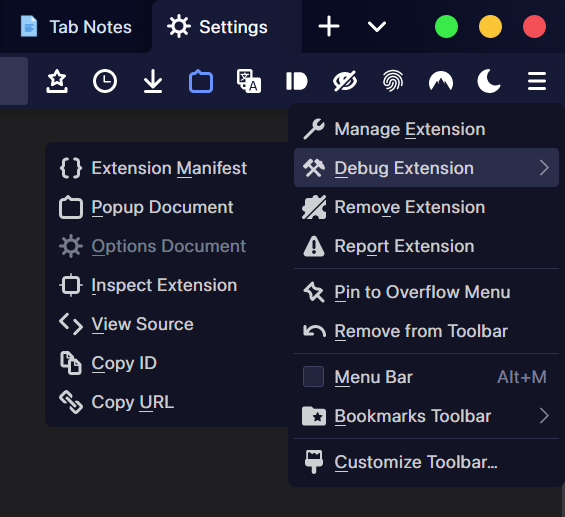 Tab Notes
Settings
Manage Extension
Debug Extension
Remove Extension
Report Extension
Pin to Overflow Menu
Remove from Toolbar
Menu Bar Alt+M
Bookmarks Toolbar
Customize Toolbar...
Extension Manifest
Popup Document
Options Document
Inspect Extension
View Source
Copy ID
Copy URL